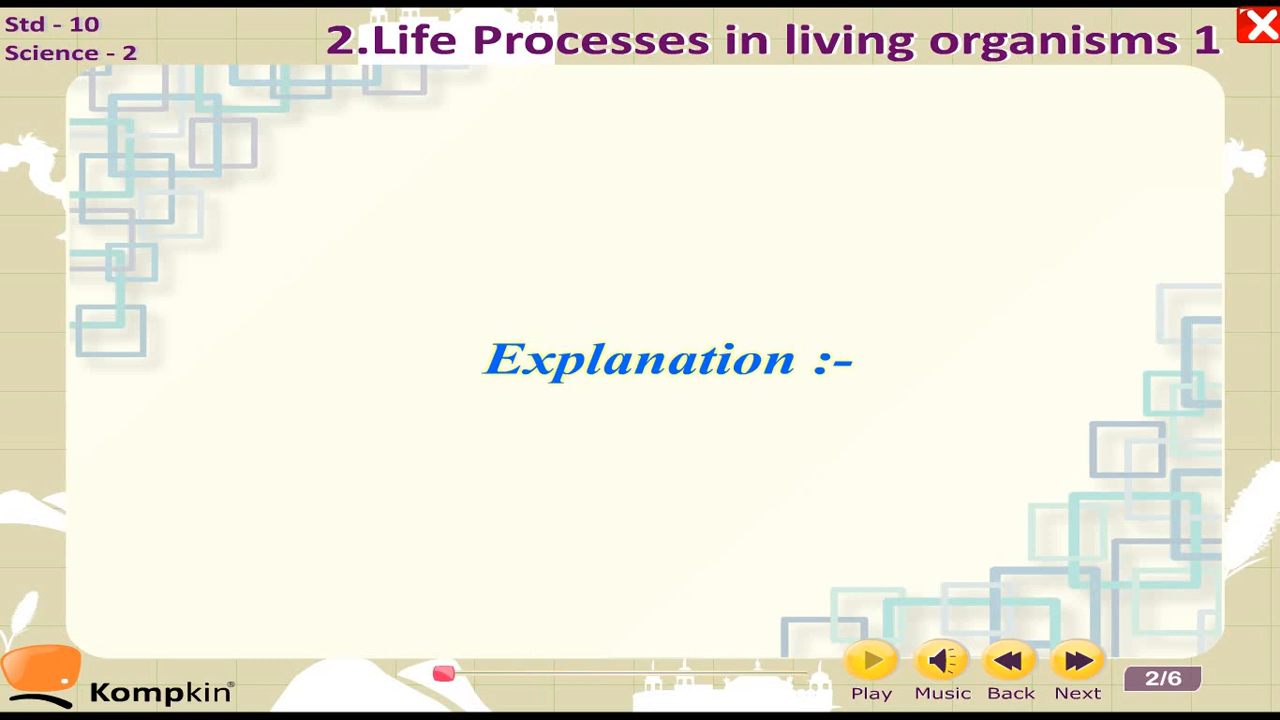 Std - 10
Science - 2
2.Life Processes in living organisms 1
Explanation :-
Kompkin®
Play
Music
Back
Next
2/6